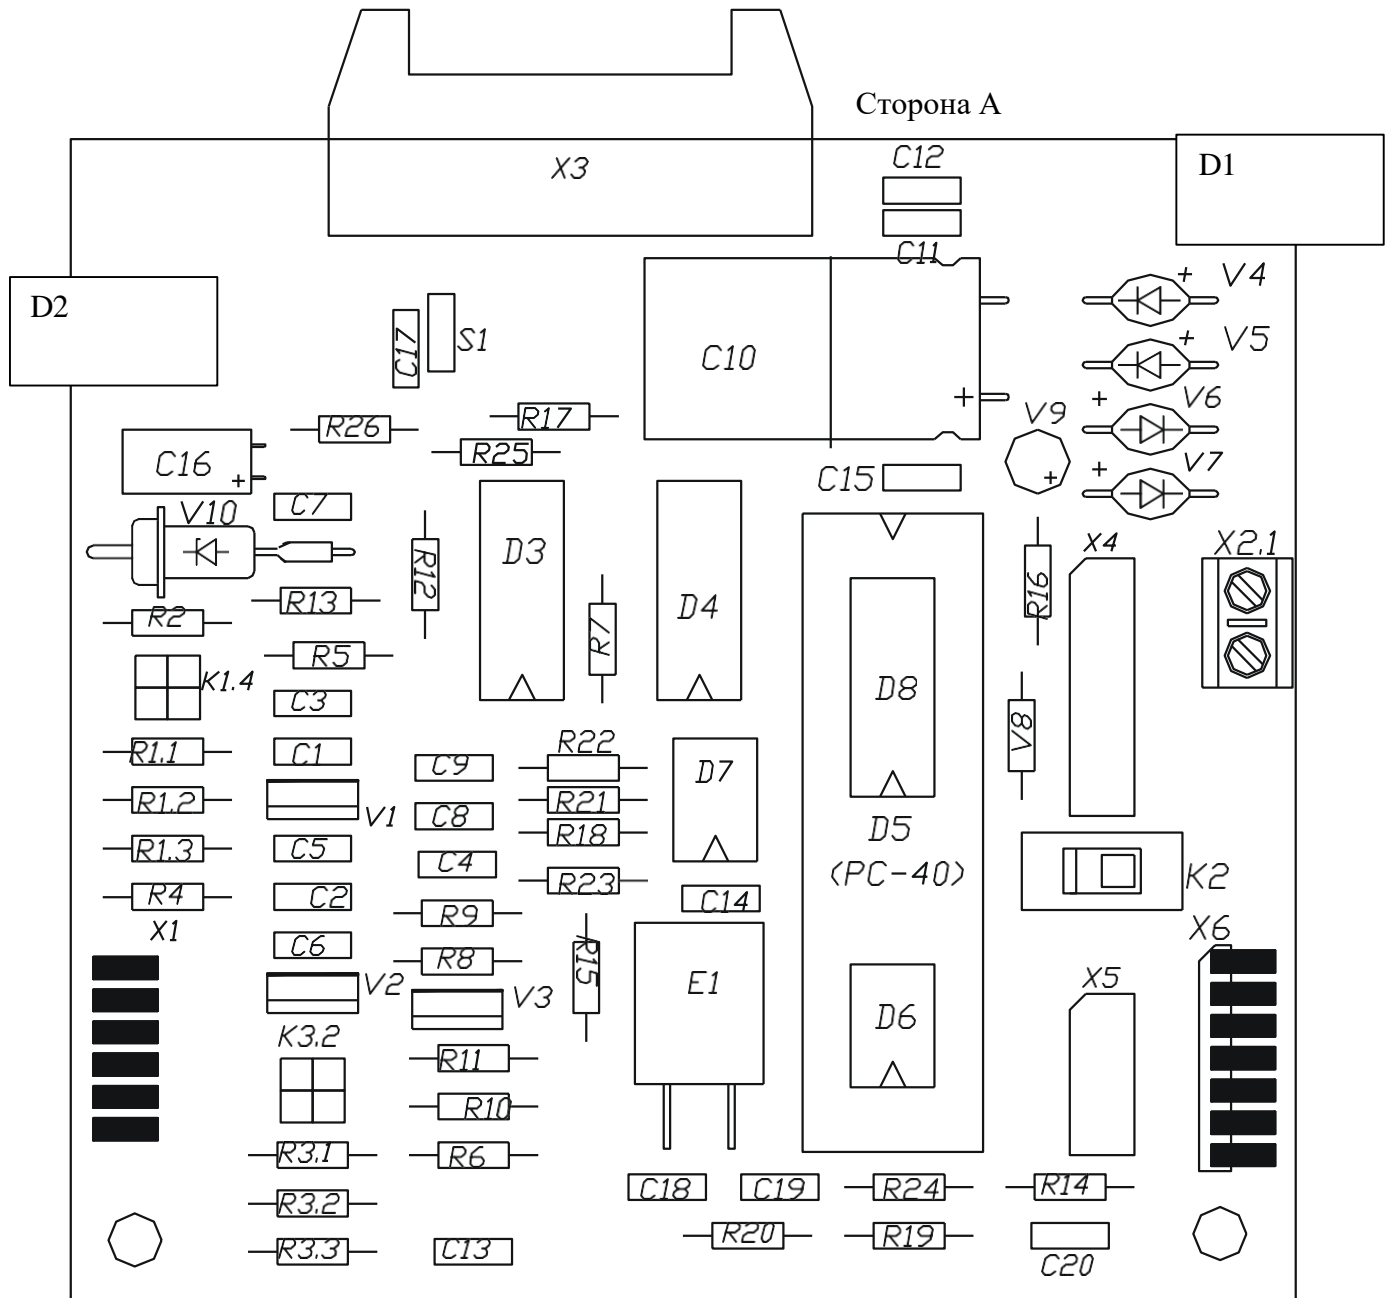 Сторона А
X3
C12
D1
C11
D2
V4
C17
S1
C10
V5
+
V6
V9
R17
R26
R25
C16
C15
V7
C7
V10
D3
X4
X2.1
R12
R13
R16
R2
R7
D4
R5
K1.4
C3
D8
R1.1
C1
C9
R22
D7
V8
R1.2
V1
C8
R21
D5
R18
(PC-40)
R1.3
C5
C4
R23
K2
R4
C2
C14
X1
R9
X6
C6
R8
R15
V2
V3
E1
X5
D6
K3.2
R11
R10
R3.1
R6
C18
C19
R24
R14
R3.2
R20
R19
R3.3
C13
C20